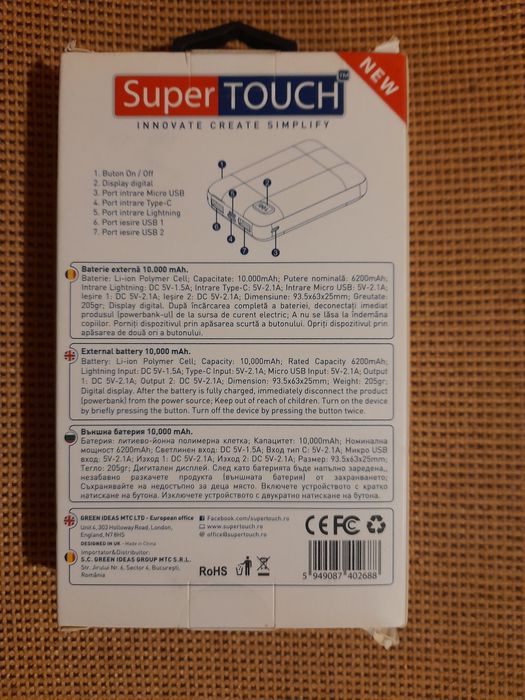 NEW
Super TOUCH TM
INNOVATE CREATE SIMPLIFY
1. Buton On / Off
2. Display digital
3. Port intrare Micro USB
4. Port intrare Type-C
5. Port intrare Lightning
6. Port iesire USB 1
7. Port iesire USB 2
1
5
2
6
4
7
3
Baterie externă 10.000 mAh.
Baterie: Li-ion Polymer Cell; Capacitate: 10.000mAh; Putere nominală: 6200mAh;
Intrare Lightning: DC 5V-1.5A; Intrare Type-C: 5V-2.1A; Intrare Micro USB: 5V-2.1A;
Ieșire 1: DC 5V-2.1A; Ieșire 2: DC 5V-2.1A; Dimensiune: 93.5x63x25mm; Greutate:
205gr; Display digital. După încărcarea completă a bateriei, deconectați imediat
produsul (powerbank-ul) de la sursa de curent electric; A nu se lăsa la îndemâna
copiilor. Porniți dispozitivul prin apăsarea scurtă a butonului. Opriți dispozitivul prin
apăsarea de două ori a butonului.
External battery 10,000 mAh.
Battery: Li-ion Polymer Cell; Capacity: 10,000mAh; Rated Capacity 6200mAh;
Lightning Input: DC 5V-1.5A; Type-C Input: 5V-2.1A; Micro USB Input: 5V-2.1A; Output
1: DC 5V-2.1A; Output 2: DC 5V-2.1A; Dimension: 93.5x63x25mm; Weight: 205gr;
Digital display. After the battery is fully charged, immediately disconnect the product
(powerbank) from the power source; Keep out of reach of children. Turn on the device
by briefly pressing the button. Turn off the device by pressing the button twice.
Външна батерия 10,000 mAh.
Батерия: литиево-йонна полимерна клетка; Капацитет: 10,000mAh; Номинална
мощност 6200mAh; Светлинен вход: DC 5V-1.5A; Вход тип C: 5V-2.1A; Микро USB
вход: 5V-2.1A; Изход 1: DC 5V-2.1A; Изход 2: DC 5V-2.1A; Размер: 93.5x63x25mm;
Тегло: 205gr; Дигитален дисплей. След като батерията бъде напълно заредена,,
незабавно разкачете продукта (външната батерия) от захранването;
Съхранявайте на недостъпно за деца място. Включете устройството с кратко
натискане на бутона. Изключете устройството с двукратно натискане на бутона.
GREEN IDEAS MTC LTD - European office
Unit 4, 303 Holloway Road, London,
England, N7 8HS
DESIGNED IN UK - Made in China
Importator&Distribuitor:
S.C. GREEN IDEAS GROUP MTC S.R.L.
Str. Jirului Nr. 6, Sector 4, București,
România
Facebook.com/supertouch.ro
www.supertouch.ro
office@supertouch.ro
CE FC
RoHS
5 949087 402688